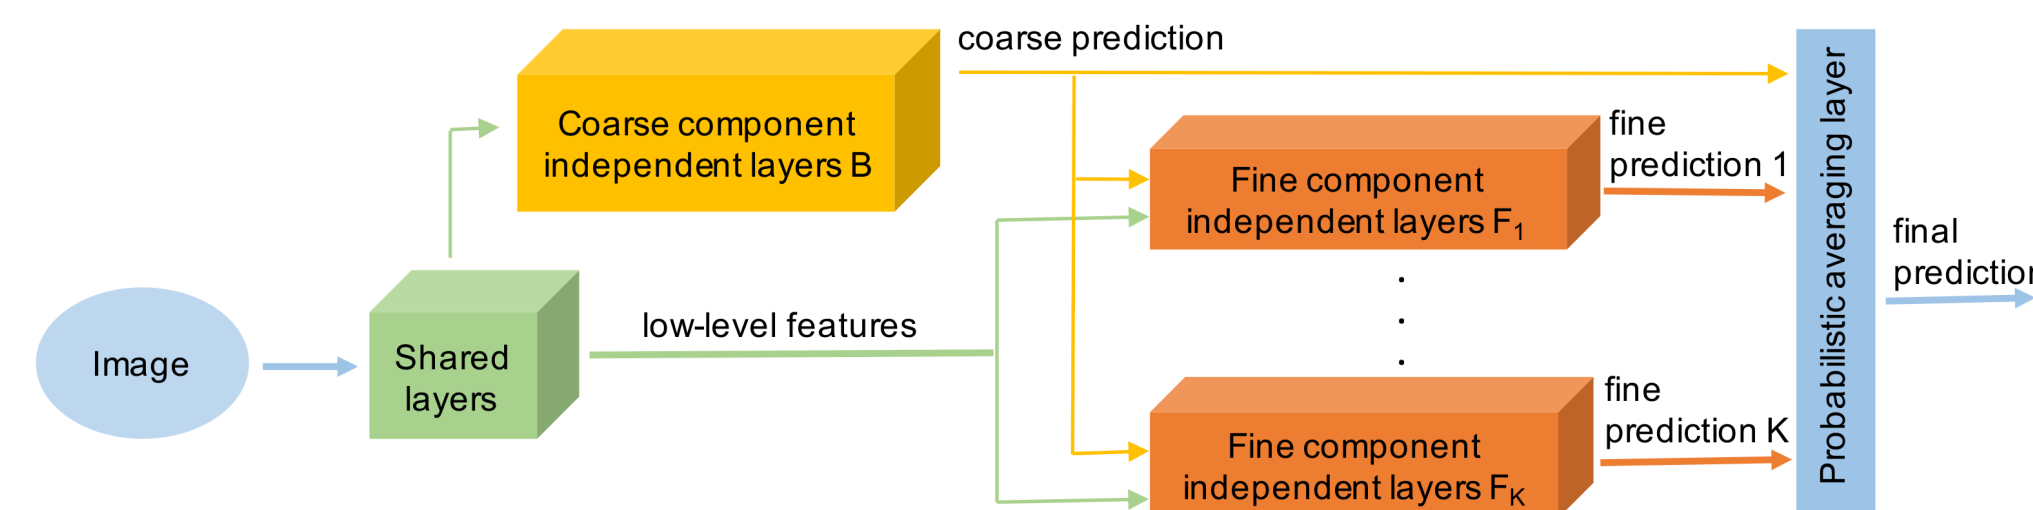 coarse prediction
Coarse component
independent layers B
fine
prediction 1
Fine component
independent layers F1
Probabilistic averaging layer
final
prediction
low-level features
Image
Shared
layers
.
.
.
fine
prediction K
Fine component
independent layers FK